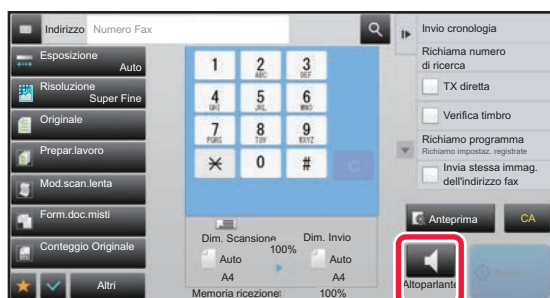 Indirizzo Numero Fax
Esposizione
Auto
Risoluzione
Super Fine
Originale
Prepar.lavoro
Mod.scan.lenta
Form.doc.misti
Conteggio Originale
Altri
1 2 ABC 3 DEF
4 GHI 5 JKL 6 MNO
7 PQRS 8 TUV 9 WXYZ
0 #
C
Dim. Scansione 100% Dim. Invio
Auto Auto
A4 A4
Memoria ricezione: 100%
Invio cronologia
Richiama numero
di ricerca
TX diretta
Verifica timbro
Richiamo programma
Richiamo impostaz. registrate
Invia stessa immag.
dell'indirizzo fax
Anteprima CA
Altoparlante
Avvio